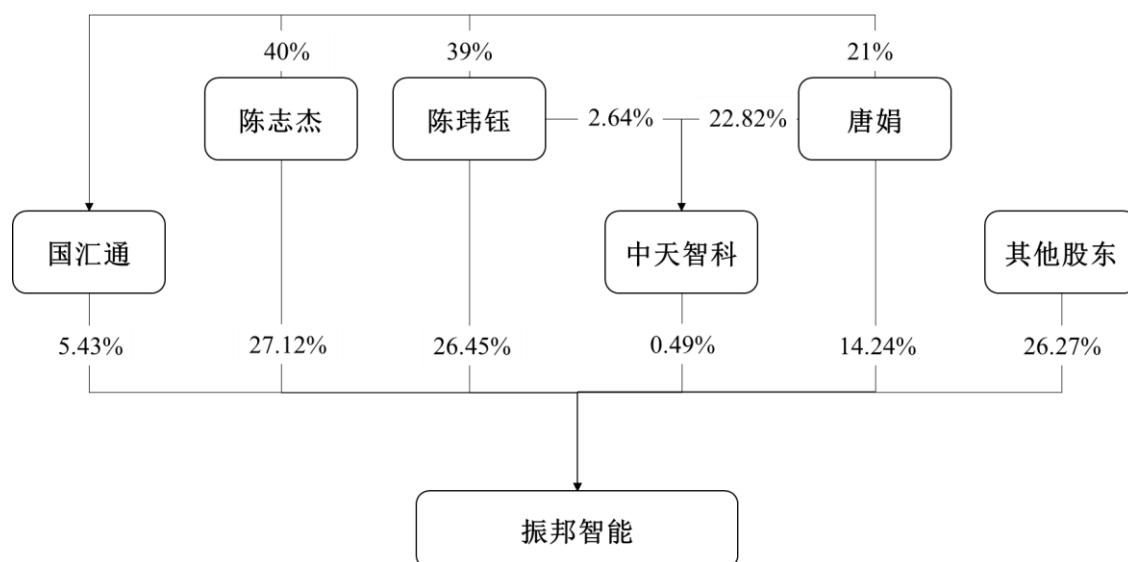 40%
39%
21%
陈志杰
陈玮钰
2.64%
22.82%
唐娟
国汇通
中天智科
其他股东
5.43%
27.12%
26.45%
0.49%
14.24%
26.27%
振邦智能